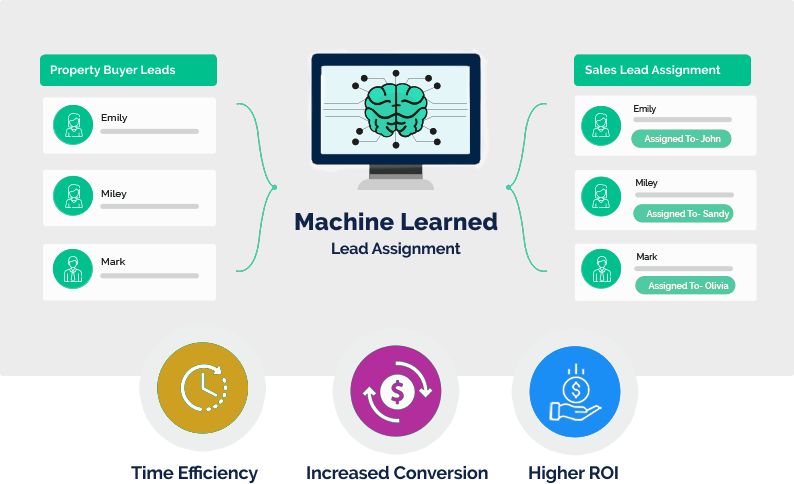 Property Buyer Leads
Emily
Miley
Mark
Machine Learned
Lead Assignment
Sales Lead Assignment
Emily
Assigned To- John
Miley
Assigned To- Sandy
Mark
Assigned To- Olivia
$
$
Time Efficiency
Increased Conversion
Higher ROI